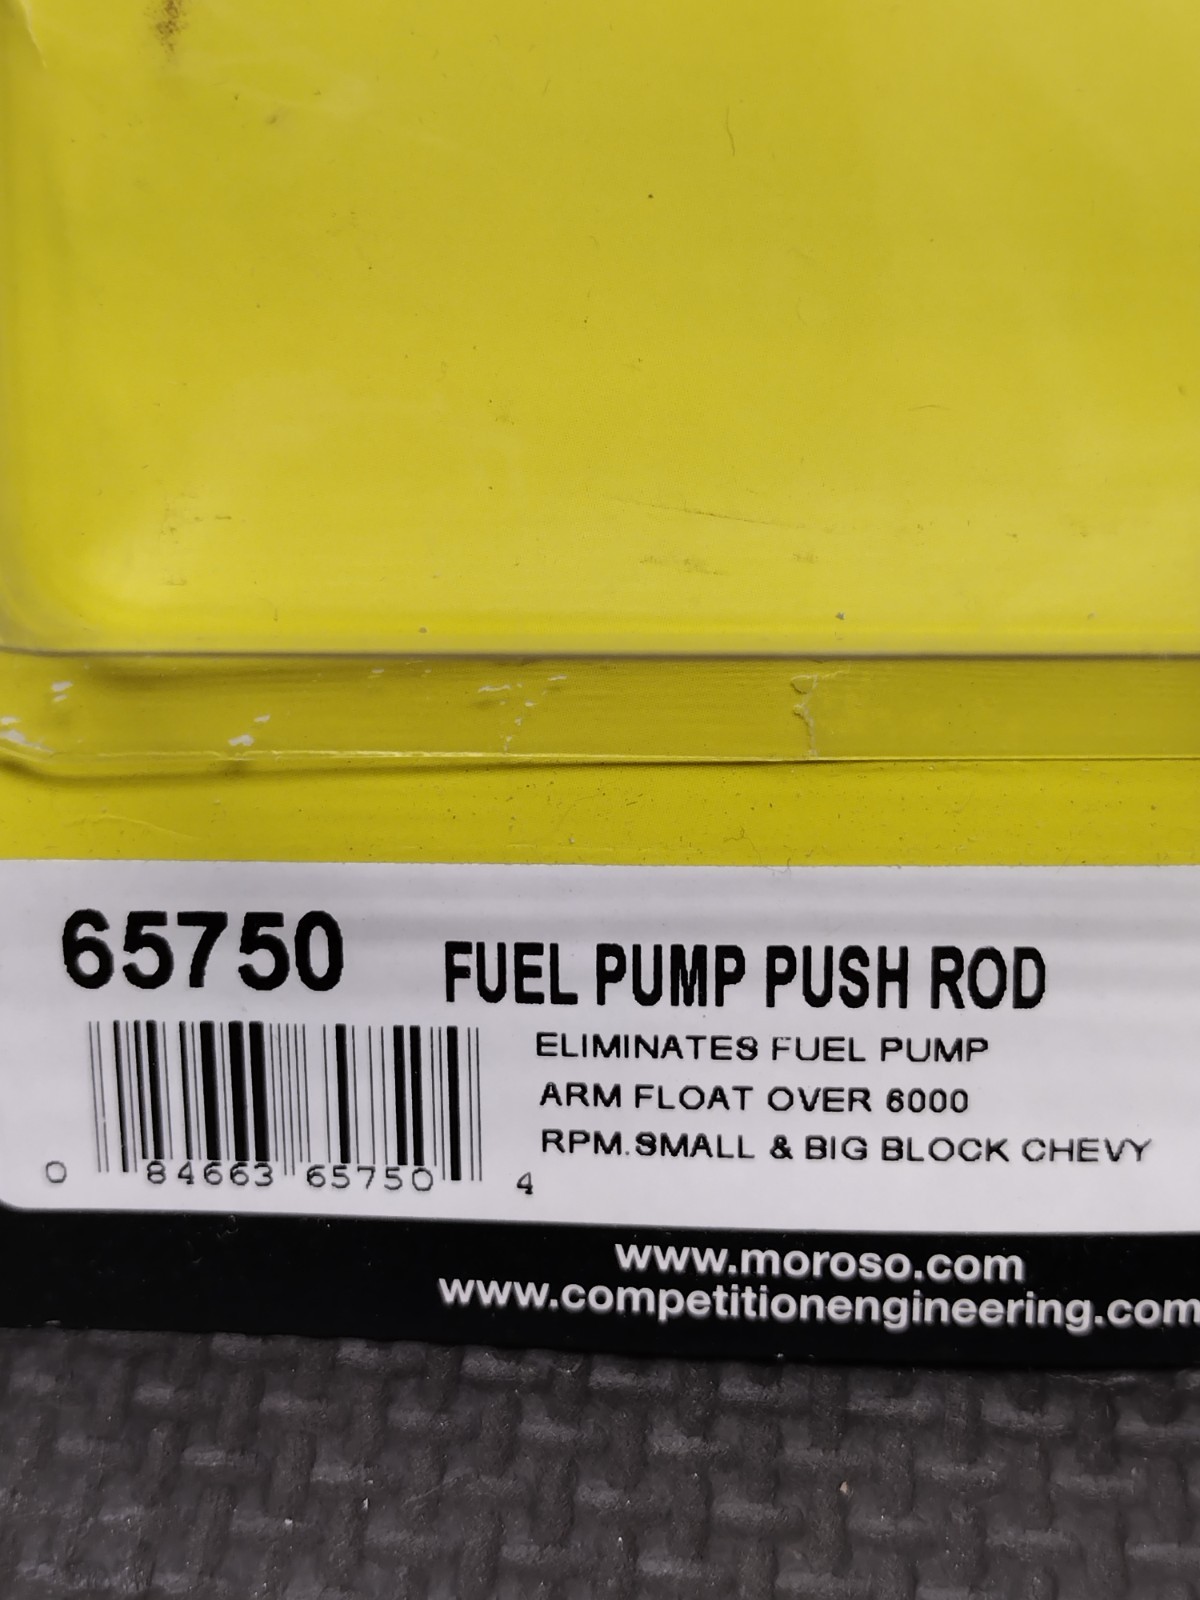 65750
FUEL PUMP PUSH ROD
ELIMINATES FUEL PUMP
ARM FLOAT OVER 6000
RPM.SMALL & BIG BLOCK CHEVY
0 84663 65750 4
www.moroso.com
www.competitionengineering.com